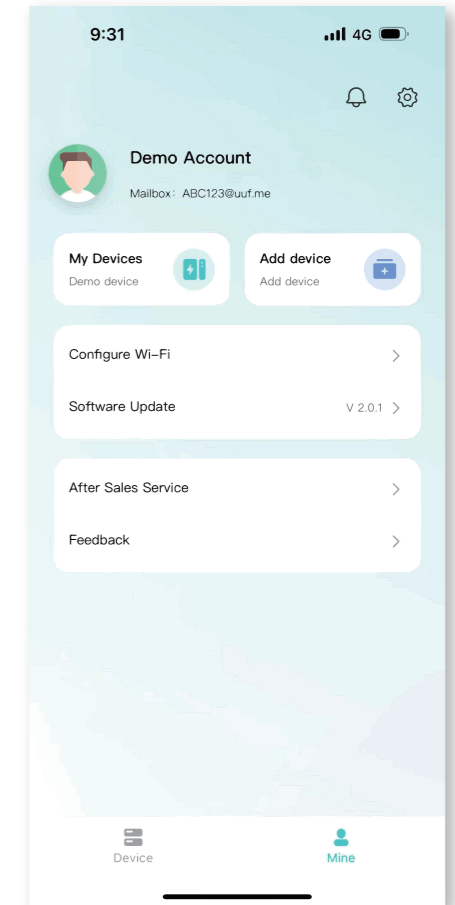 9:31
4G
Demo Account
Mailbox: ABC123@uuf.me
My Devices
Demo device
Add device
Add device
Configure Wi-Fi
Software Update
V 2.0.1
After Sales Service
Feedback
Device
Mine